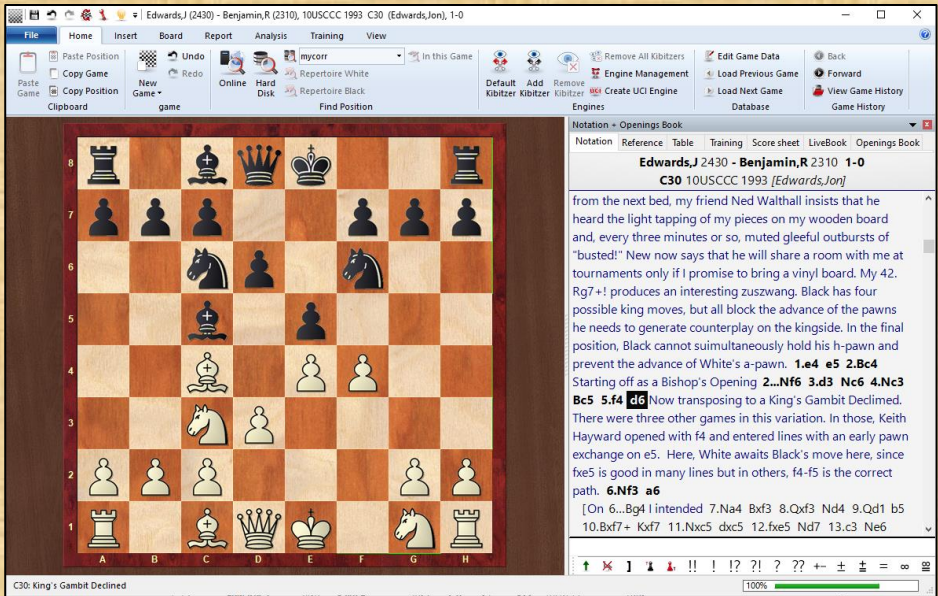 Edwards,J (2430) - Benjamin,R (2310), 10USCCC 1993  C30  (Edwards,Jon), 1-0
File Home Insert Board Report Analysis Training View
Paste Game
Paste Position
Copy Game
Copy Position
Clipboard
New Game
Undo
Redo
game
Online
Hard Disk
mycorr
In this Game
Repertoire White
Repertoire Black
Find Position
Default Kibitzer
Add Kibitzer
Remove Kibitzer
Remove All Kibitzers
Engine Management
UCI Create UCI Engine
Engines
Edit Game Data
Load Previous Game
Load Next Game
Database
Back
Forward
View Game History
Game History
8
7
6
5
4
3
2
1
A B C D E F G H
Notation + Openings Book
Notation Reference Table Training Score sheet LiveBook Openings Book
Edwards,J 2430 - Benjamin,R 2310 1-0
C30 10USCCC 1993 [Edwards,Jon]
from the next bed, my friend Ned Walthall insists that he
heard the light tapping of my pieces on my wooden board
and, every three minutes or so, muted gleeful outbursts of
"busted!" New now says that he will share a room with me at
tournaments only if I promise to bring a vinyl board. My 42.
Rg7+! produces an interesting zuszwang. Black has four
possible king moves, but all block the advance of the pawns
he needs to generate counterplay on the kingside. In the final
position, Black cannot suimultaneously hold his h-pawn and
prevent the advance of White's a-pawn. 1.e4 e5 2.Bc4
Starting off as a Bishop's Opening 2...Nf6 3.d3 Nc6 4.Nc3
Bc5 5.f4 d6 Now transposing to a King's Gambit Declined.
There were three other games in this variation. In those, Keith
Hayward opened with f4 and entered lines with an early pawn
exchange on e5. Here, White awaits Black's move here, since
fxe5 is good in many lines but in others, f4-f5 is the correct
path. 6.Nf3 a6
[On 6...Bg4 I intended 7.Na4 Bxf3 8.Qxf3 Nd4 9.Qd1 b5
10.Bxf7+ Kxf7 11.Nxc5 dxc5 12.fxe5 Nd7 13.c3 Ne6
] !! ! !? ?! ? ?? +- ± ⩲ = ∞
C30: King's Gambit Declined
100%